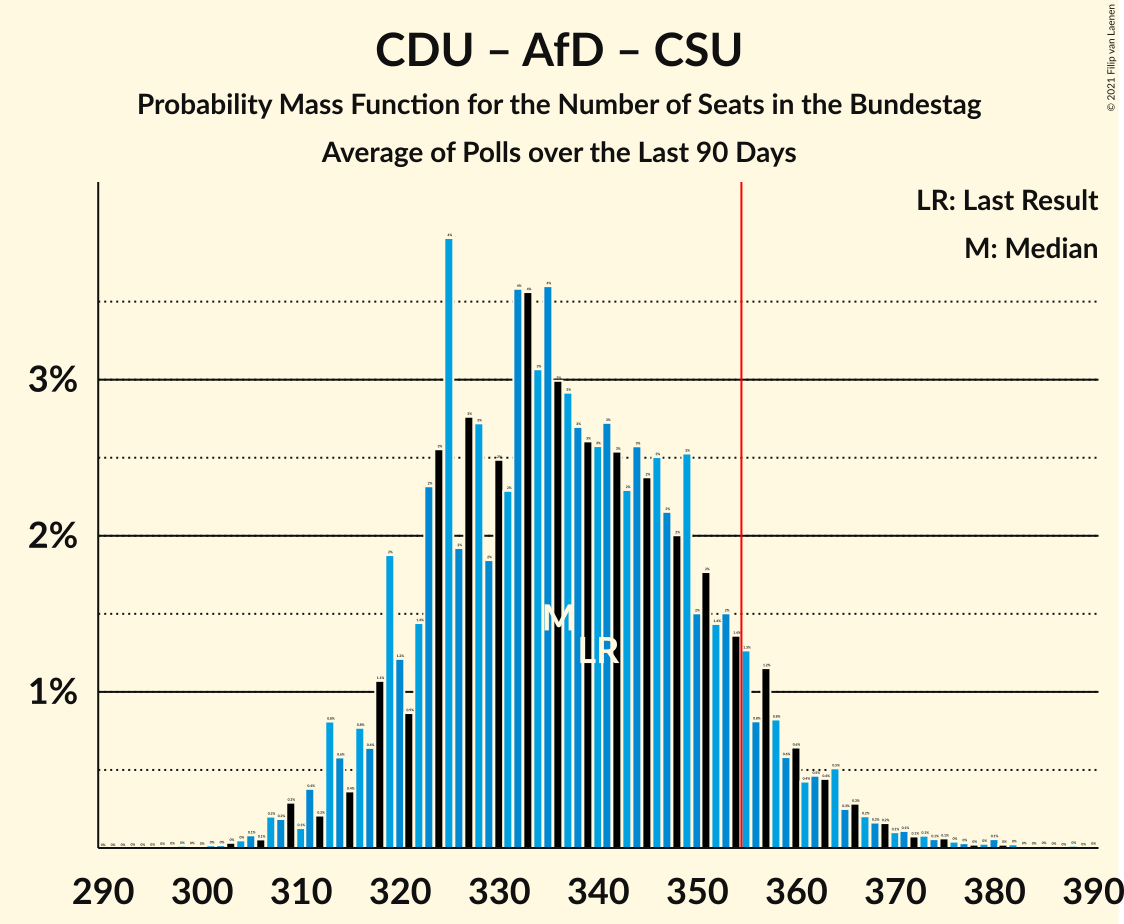 CDU – AfD – CSU
Probability Mass Function for the Number of Seats in the Bundestag
Average of Polls over the Last 90 Days
© 2021 Filip van Laenen
LR: Last Result
M: Median
3%
2%
1%
M
LR
290 300 310 320 330 340 350 360 370 380 390